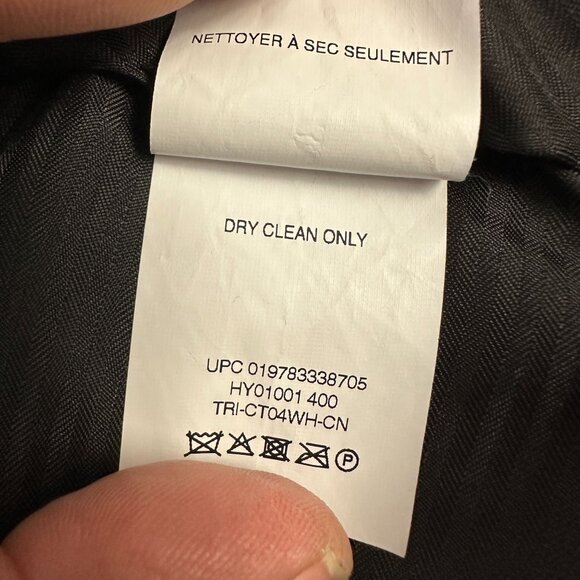 NETTOYER À SEC SEULEMENT
DRY CLEAN ONLY
UPC 019783338705
HY01001 400
TRI-CT04WH-CN
P